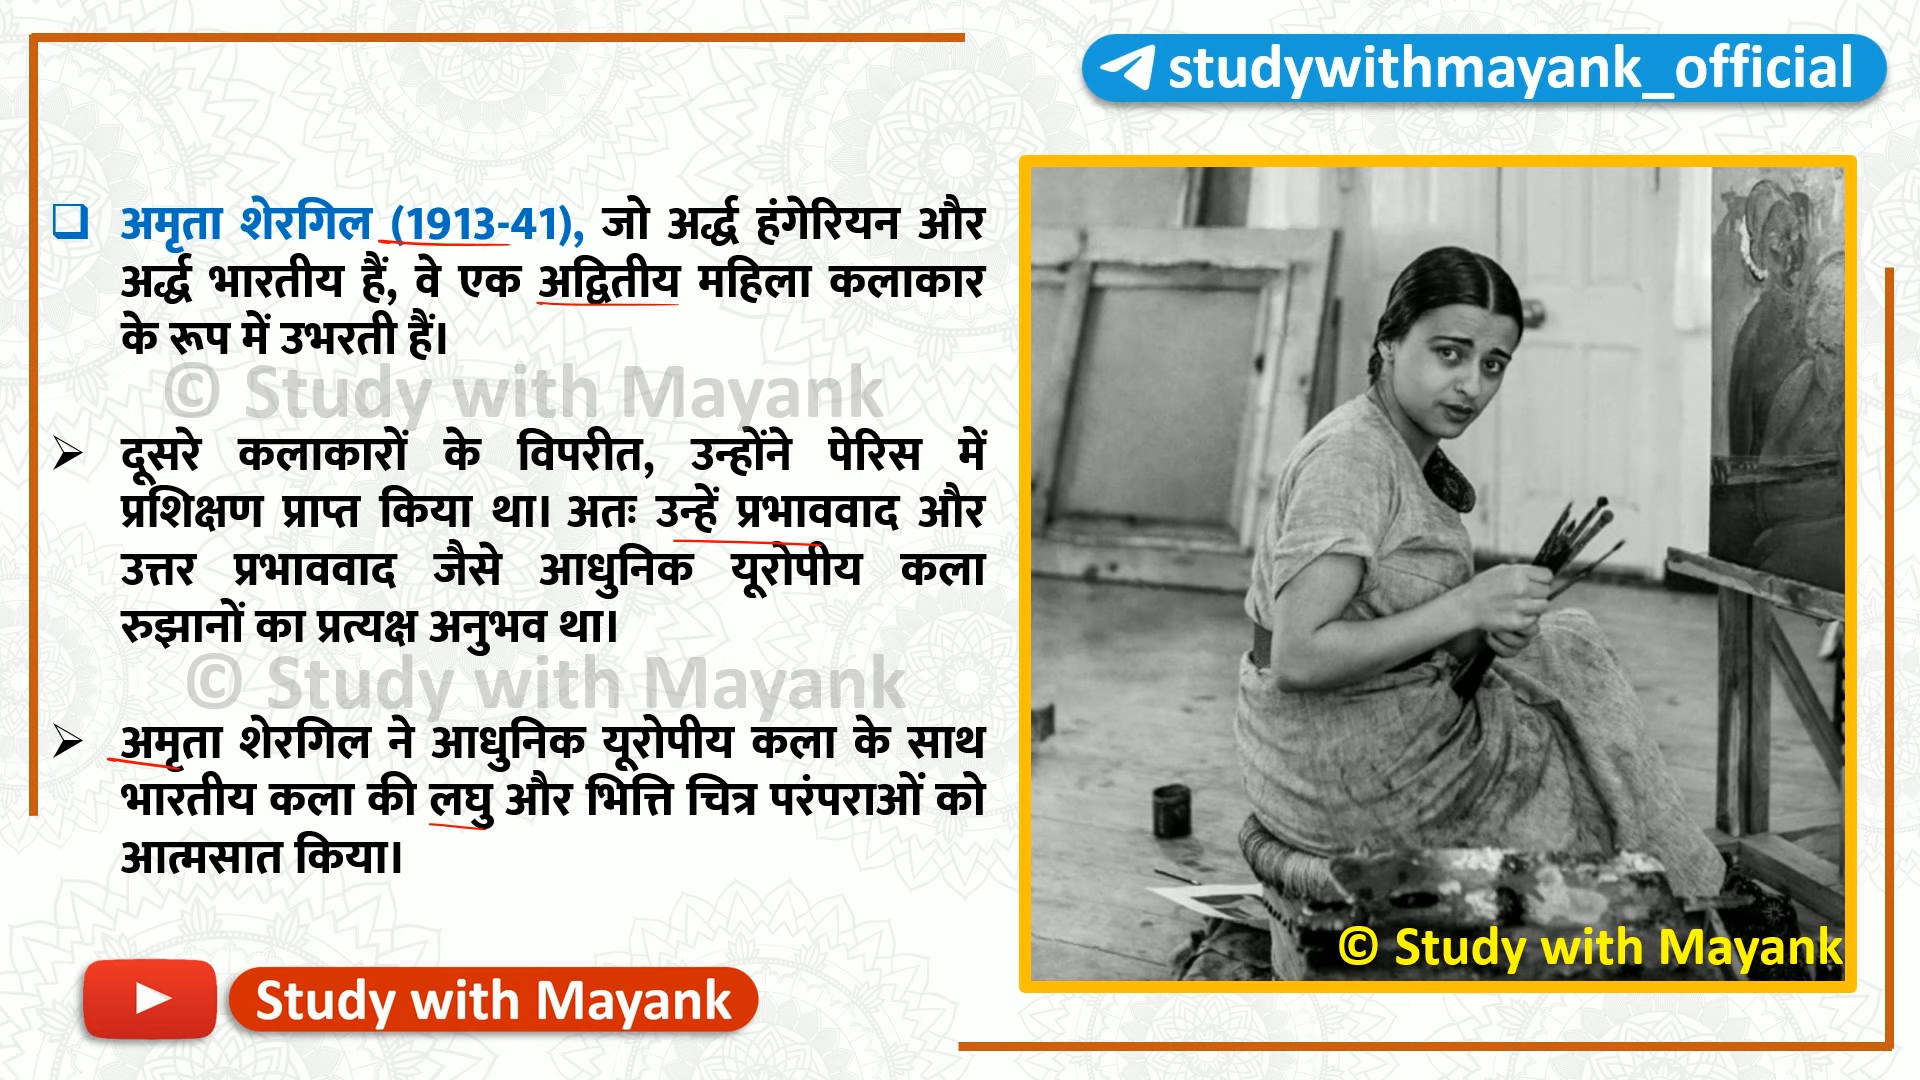 studywithmayank_official
अमृता शेरगिल (1913-41), जो अर्द्ध हंगेरियन और
अर्द्ध भारतीय हैं, वे एक अद्वितीय महिला कलाकार
के रूप में उभरती हैं।
© Study with Mayank
दूसरे कलाकारों के विपरीत, उन्होंने पेरिस में
प्रशिक्षण प्राप्त किया था। अतः उन्हें प्रभाववाद और
उत्तर प्रभाववाद जैसे आधुनिक यूरोपीय कला
रुझानों का प्रत्यक्ष अनुभव था।
© Study with Mayank
अमृता शेरगिल ने आधुनिक यूरोपीय कला के साथ
भारतीय कला की लघु और भित्ति चित्र परंपराओं को
आत्मसात किया।
© Study with Mayank
Study with Mayank